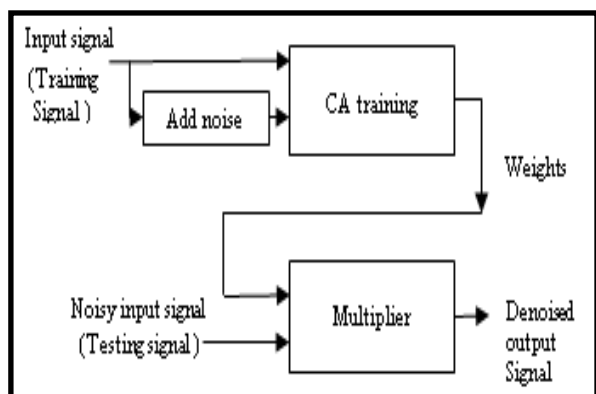 Input signal
(Training
Signal )
Add noise
CA training
Weights
Noisy input signal
(Testing signal)
Multiplier
Denoised
output
Signal